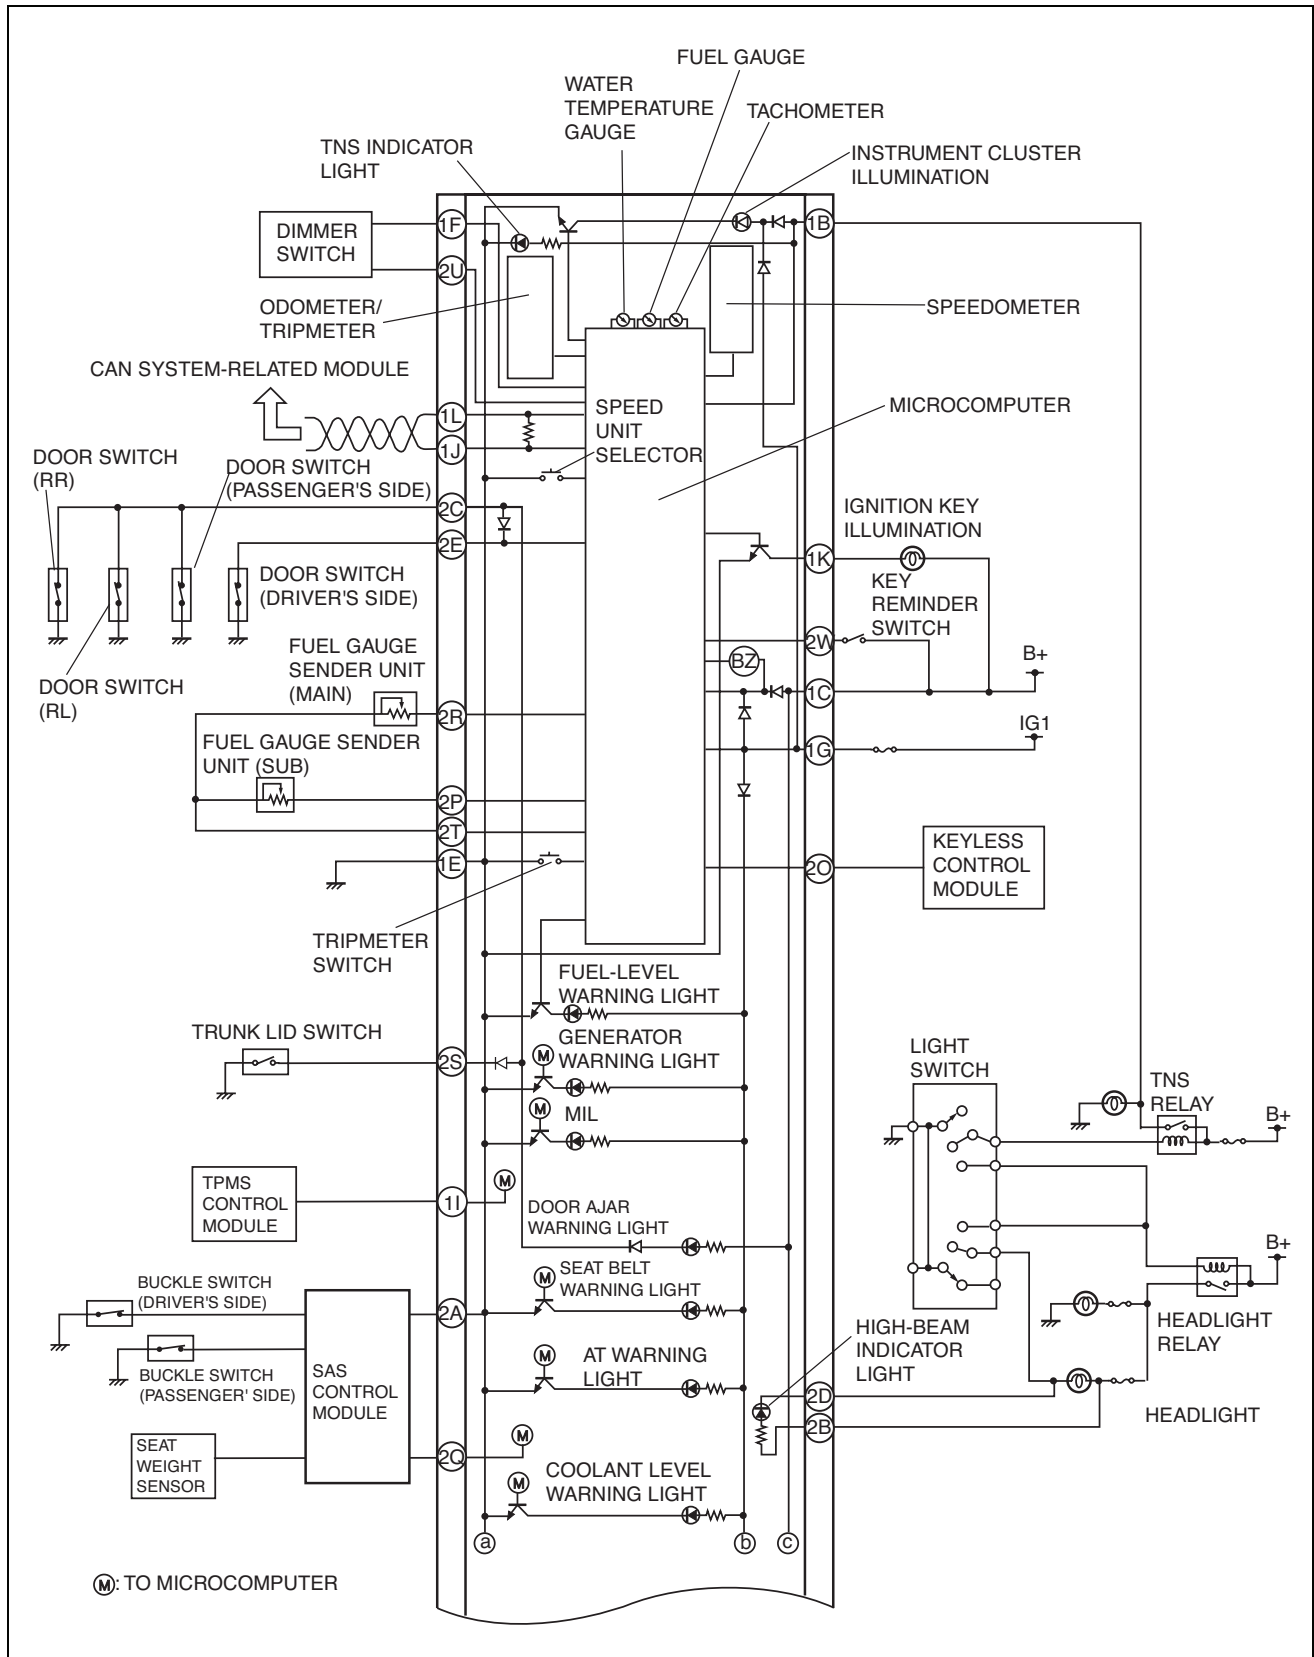 FUEL GAUGE
WATER
TEMPERATURE
GAUGE
TACHOMETER
TNS INDICATOR
LIGHT
INSTRUMENT CLUSTER
ILLUMINATION
DIMMER
SWITCH
1F
2U
1B
ODOMETER/
TRIPMETER
SPEEDOMETER
CAN SYSTEM-RELATED MODULE
1L
1J
SPEED
UNIT
SELECTOR
MICROCOMPUTER
DOOR SWITCH
(RR)
DOOR SWITCH
(PASSENGER'S SIDE)
2C
2E
IGNITION KEY
ILLUMINATION
1K
DOOR SWITCH
(DRIVER'S SIDE)
KEY
REMINDER
SWITCH
2W
BZ
B+
1C
DOOR SWITCH
(RL)
FUEL GAUGE
SENDER UNIT
(MAIN)
2R
IG1
1G
FUEL GAUGE SENDER
UNIT (SUB)
2P
2T
1E
2O
KEYLESS
CONTROL
MODULE
TRIPMETER
SWITCH
FUEL-LEVEL
WARNING LIGHT
TRUNK LID SWITCH
2S
GENERATOR
WARNING LIGHT
M
M
MIL
LIGHT
SWITCH
TNS
RELAY
B+
TPMS
CONTROL
MODULE
1I
M
DOOR AJAR
WARNING LIGHT
B+
BUCKLE SWITCH
(DRIVER'S SIDE)
2A
M
SEAT BELT
WARNING LIGHT
HEADLIGHT
RELAY
BUCKLE SWITCH
(PASSENGER' SIDE)
SAS
CONTROL
MODULE
M
AT WARNING
LIGHT
HIGH-BEAM
INDICATOR
LIGHT
2D
2B
HEADLIGHT
SEAT
WEIGHT
SENSOR
2Q
M
M
COOLANT LEVEL
WARNING LIGHT
a
b
c
M: TO MICROCOMPUTER